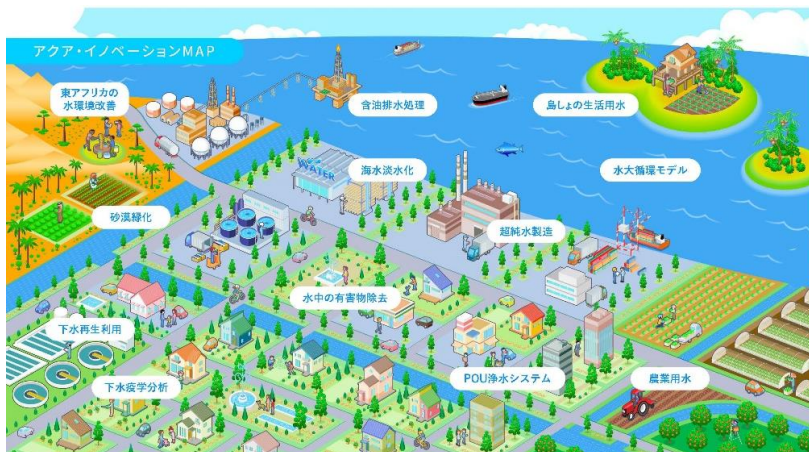 アクア・イノベーションMAP
東アフリカの
水環境改善
含油排水処理
島しょの生活用水
WATER
海水淡水化
水大循環モデル
砂漠緑化
超純水製造
水中の有害物除去
下水再生利用
下水疫学分析
POU浄水システム
農業用水